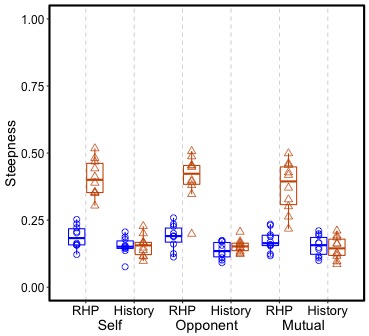 1.00
0.75
0.50
0.25
0.00
Steepness
RHP History RHP History RHP History
Self Opponent Mutual